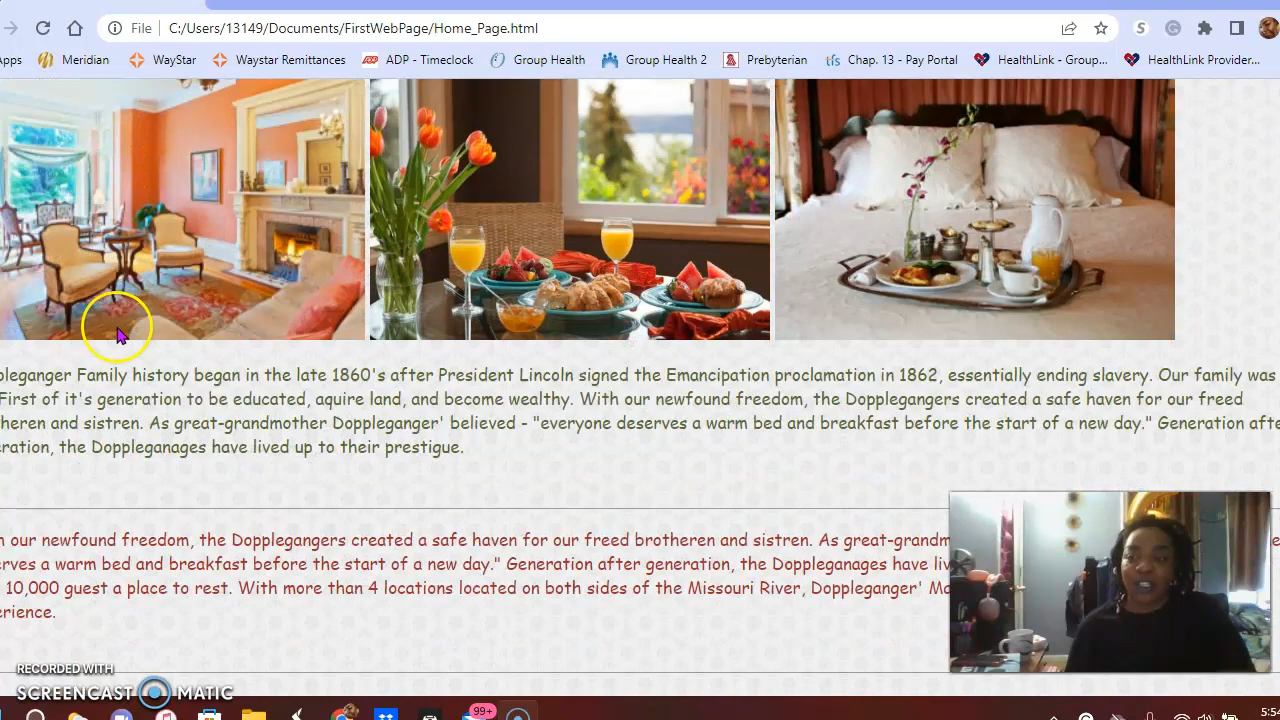 File C:/Users/13149/Documents/FirstWebPage/Home_Page.html
Apps Meridian WayStar Waystar Remittances ADP - Timeclock Group Health Group Health 2 Prebyterian tfs Chap. 13 - Pay Portal HealthLink - Group... HealthLink Provider...
pleganger Family history began in the late 1860's after President Lincoln signed the Emancipation proclamation in 1862, essentially ending slavery. Our family was
First of it's generation to be educated, aquire land, and become wealthy. With our newfound freedom, the Dopplegangers created a safe haven for our freed
theren and sistren. As great-grandmother Doppleganger' believed - "everyone deserves a warm bed and breakfast before the start of a new day." Generation afte
eration, the Dopplegangages have lived up to their prestigue.
h our newfound freedom, the Dopplegangers created a safe haven for our freed brotheren and sistren. As great-grandm
erves a warm bed and breakfast before the start of a new day." Generation after generation, the Doppleganages have liv
10,000 guest a place to rest. With more than 4 locations located on both sides of the Missouri River, Doppleganger' Ma
erience.
RECORDED WITH
SCREENCAST MATIC
99+
5:54